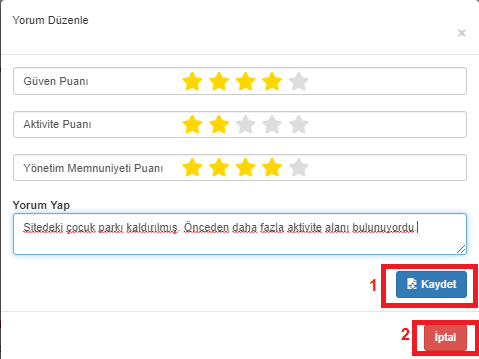 Yorum Düzenle
×
Güven Puanı
Aktivite Puanı
Yönetim Memnuniyeti Puanı
Yorum Yap
Sitedeki çocuk parkı kaldırılmış. Önceden daha fazla aktivite alanı bulunuyordu.
1 Kaydet
2 İptal